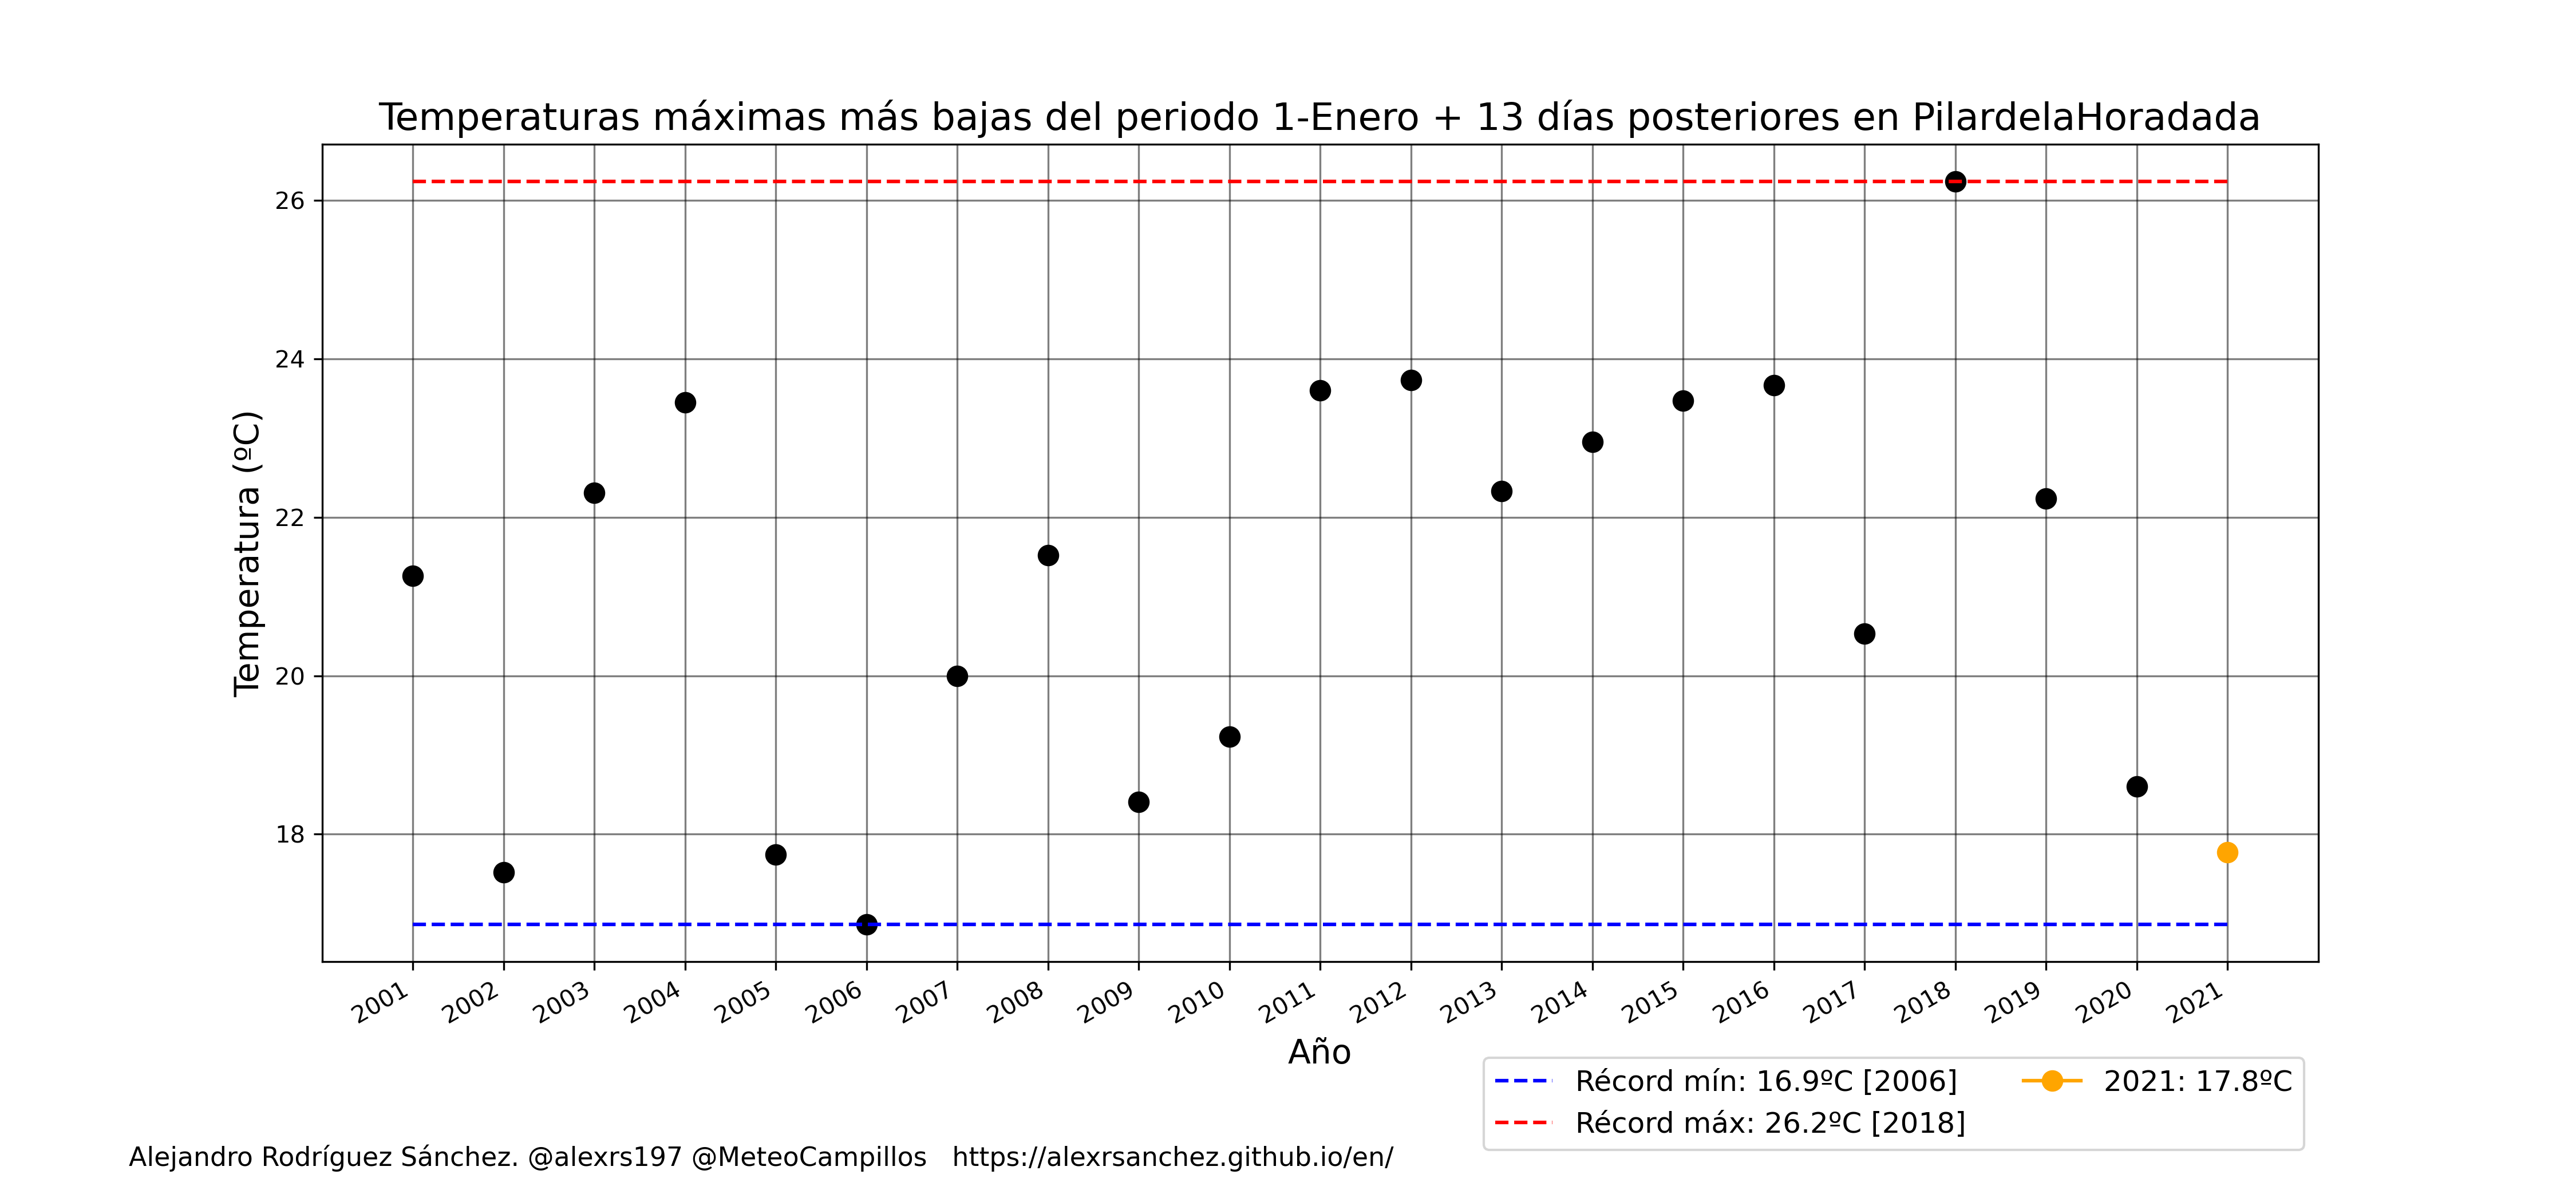 Temperaturas máximas más bajas del periodo 1-Enero + 13 días posteriores en PilardelaHoradada
Temperatura (ºC)
26
24
22
20
18
2001 2002 2003 2004 2005 2006 2007 2008 2009 2010 2011 2012 2013 2014 2015 2016 2017 2018 2019 2020 2021
Año
Récord mín: 16.9ºC [2006]
Récord máx: 26.2ºC [2018]
2021: 17.8ºC
Alejandro Rodríguez Sánchez. @alexrs197 @MeteoCampillos https://alexrsanchez.github.io/en/